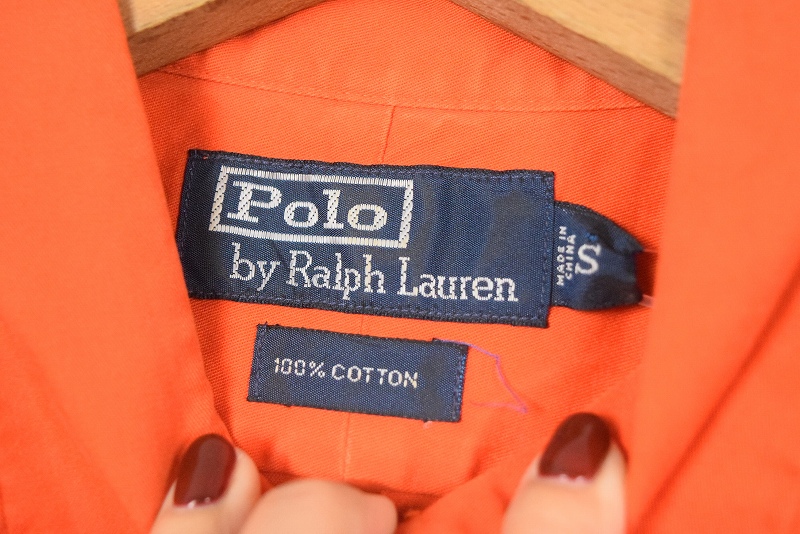 Polo
by Ralph Lauren
MADE IN
CHINA
S
100% COTTON